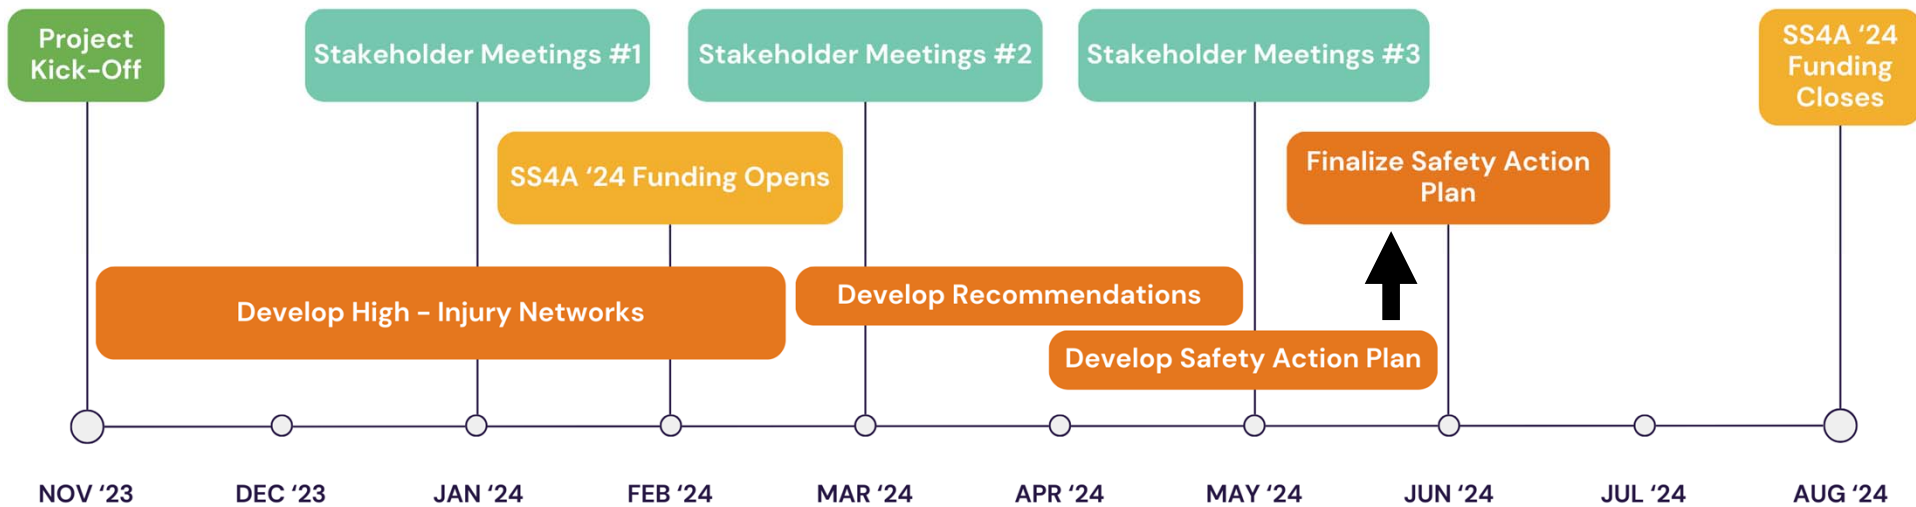 Project
Kick-Off
Stakeholder Meetings #1
Stakeholder Meetings #2
Stakeholder Meetings #3
SS4A ‘24
Funding
Closes
SS4A ‘24 Funding Opens
Finalize Safety Action
Plan
Develop High - Injury Networks
Develop Recommendations
Develop Safety Action Plan
NOV ‘23
DEC ‘23
JAN ‘24
FEB ‘24
MAR ‘24
APR ‘24
MAY ‘24
JUN ‘24
JUL ‘24
AUG ‘24